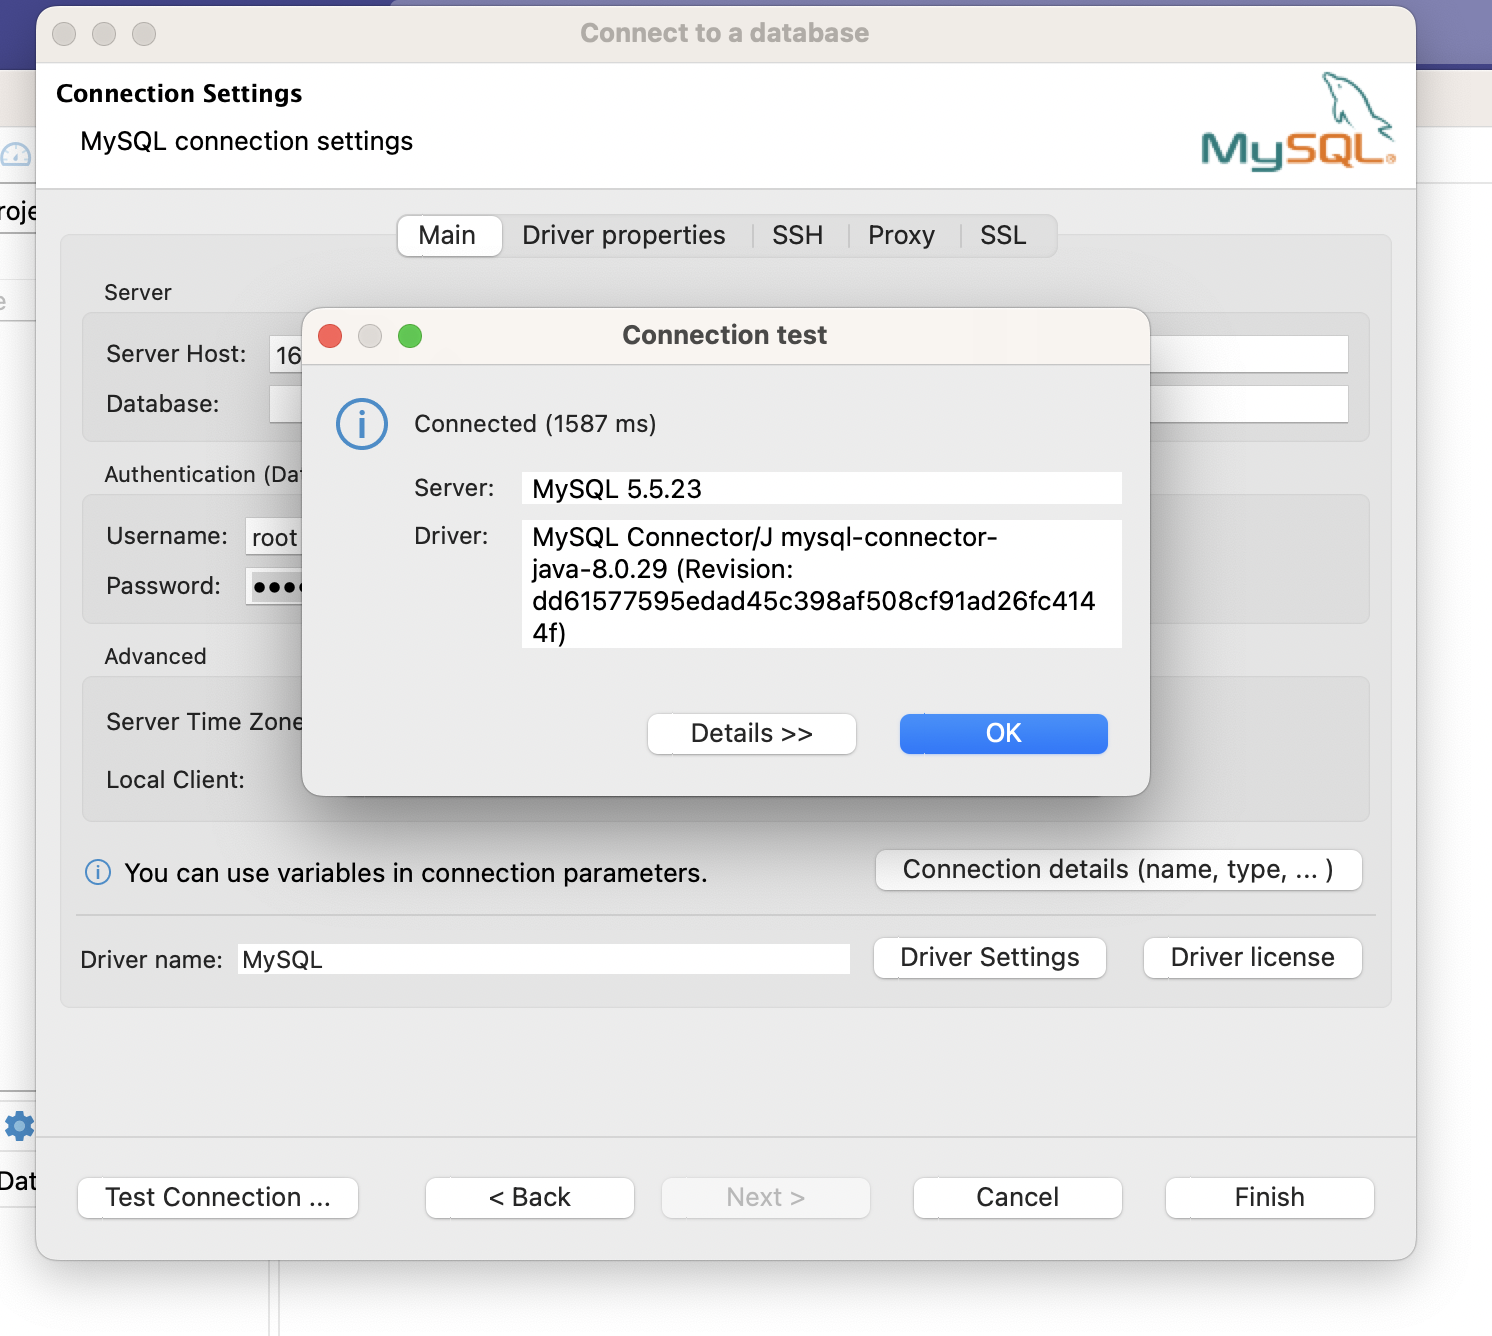 Connect to a database
Connection Settings
MySQL connection settings
MySQL®
Main
Driver properties
SSH
Proxy
SSL
Server
Server Host: 16
Database:
Authentication (Da
Username: root
Password: ••••
Advanced
Server Time Zone
Local Client:
Connection test
Connected (1587 ms)
Server: MySQL 5.5.23
Driver: MySQL Connector/J mysql-connector-
java-8.0.29 (Revision:
dd61577595edad45c398af508cf91ad26fc414
4f)
Details >>
OK
You can use variables in connection parameters.
Connection details (name, type, ... )
Driver name: MySQL
Driver Settings
Driver license
Test Connection ...
< Back
Next >
Cancel
Finish
roje
e
Dat